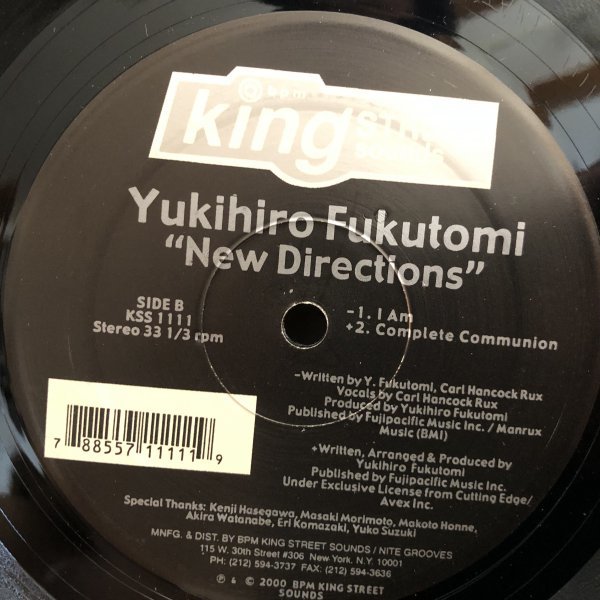 bpm
king
Yukihiro Fukutomi
“New Directions”
SIDE B
KSS 1111
Stereo 33 1/3 rpm
-1. I Am
+2. Complete Communion
-Written by Y. Fukutomi, Carl Hancock Rux
Vocals by Carl Hancock Rux
Produced by Yukihiro Fukutomi
Published by Fujipacific Music Inc. / Manrux
Music (BMI)
+Written, Arranged & Produced by
Yukihiro Fukutomi
Published by Fujipacific Music Inc.
Under Exclusive License from Cutting Edge/
Avex Inc.
7 88557 11111 9
Special Thanks: Kenji Hasegawa, Masaki Morimoto, Makoto Honne,
Akira Watanabe, Eri Komazaki, Yuko Suzuki
MNFG. & DIST. BY BPM KING STREET SOUNDS / NITE GROOVES
115 W. 30th Street #306 New York, N.Y. 10001
PH: (212) 594-3737 FAX: (212) 594-3636
℗ & © 2000 BPM KING STREET
SOUNDS